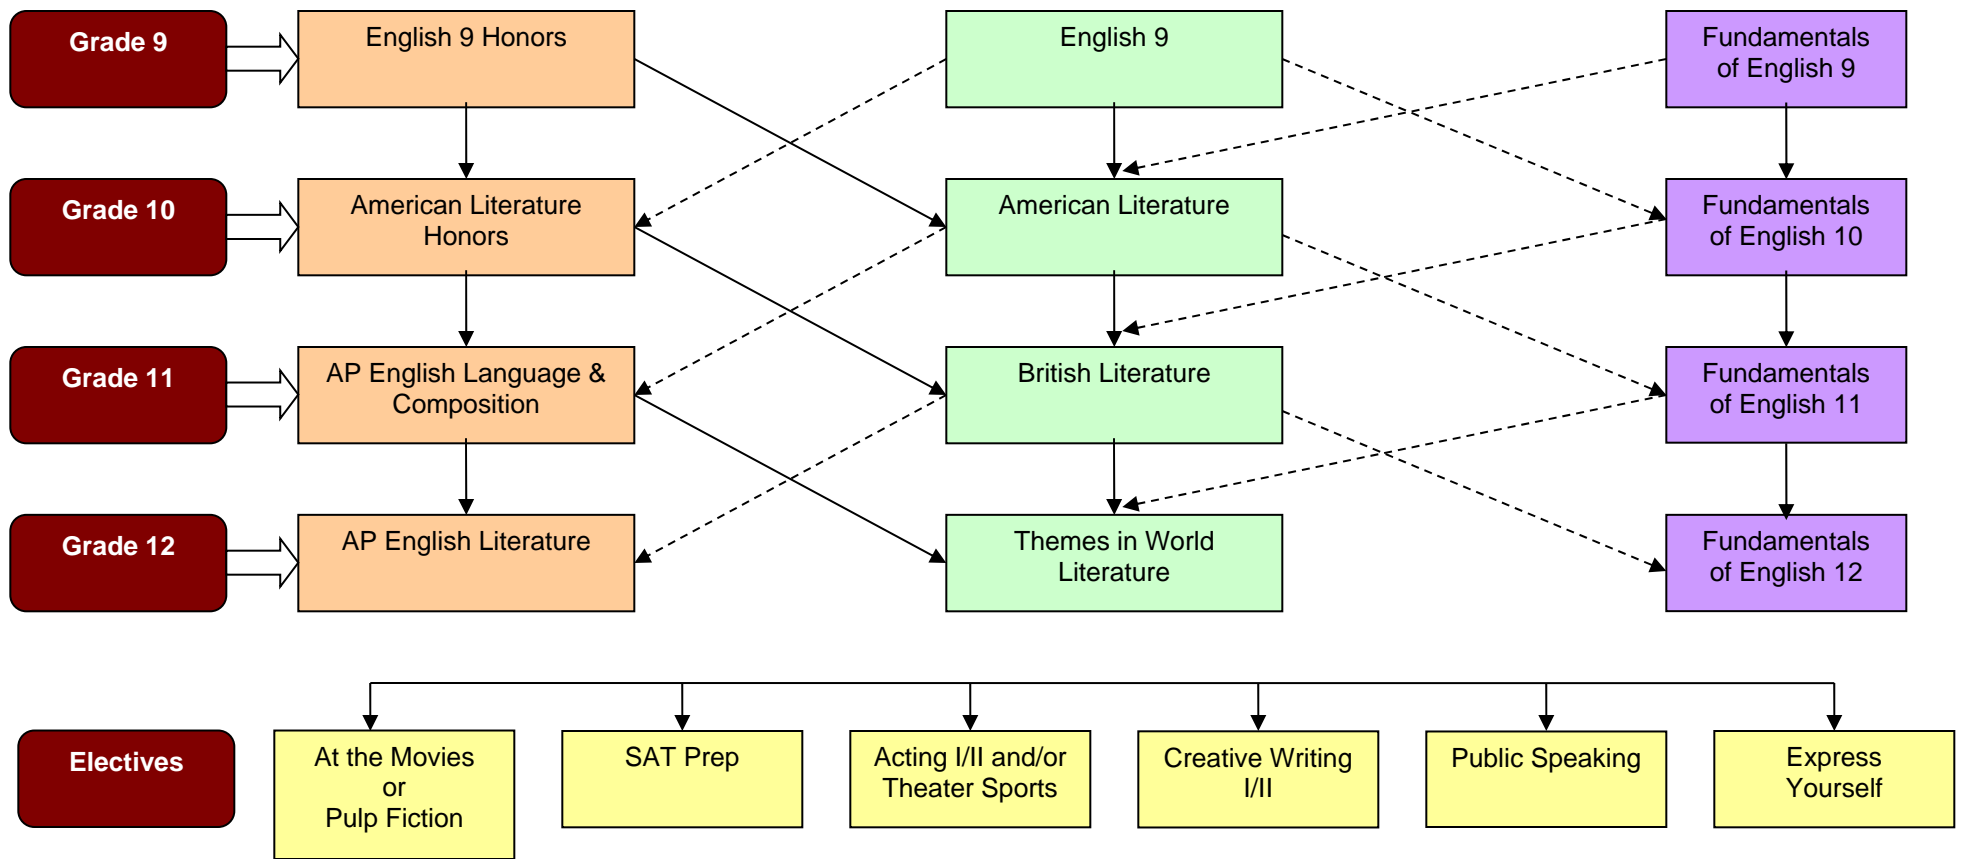 Grade 9
English 9 Honors
English 9
Fundamentals
of English 9
Grade 10
American Literature
Honors
American Literature
Fundamentals
of English 10
Grade 11
AP English Language &
Composition
British Literature
Fundamentals
of English 11
Grade 12
AP English Literature
Themes in World
Literature
Fundamentals
of English 12
Electives
At the Movies
or
Pulp Fiction
SAT Prep
Acting I/II and/or
Theater Sports
Creative Writing
I/II
Public Speaking
Express
Yourself